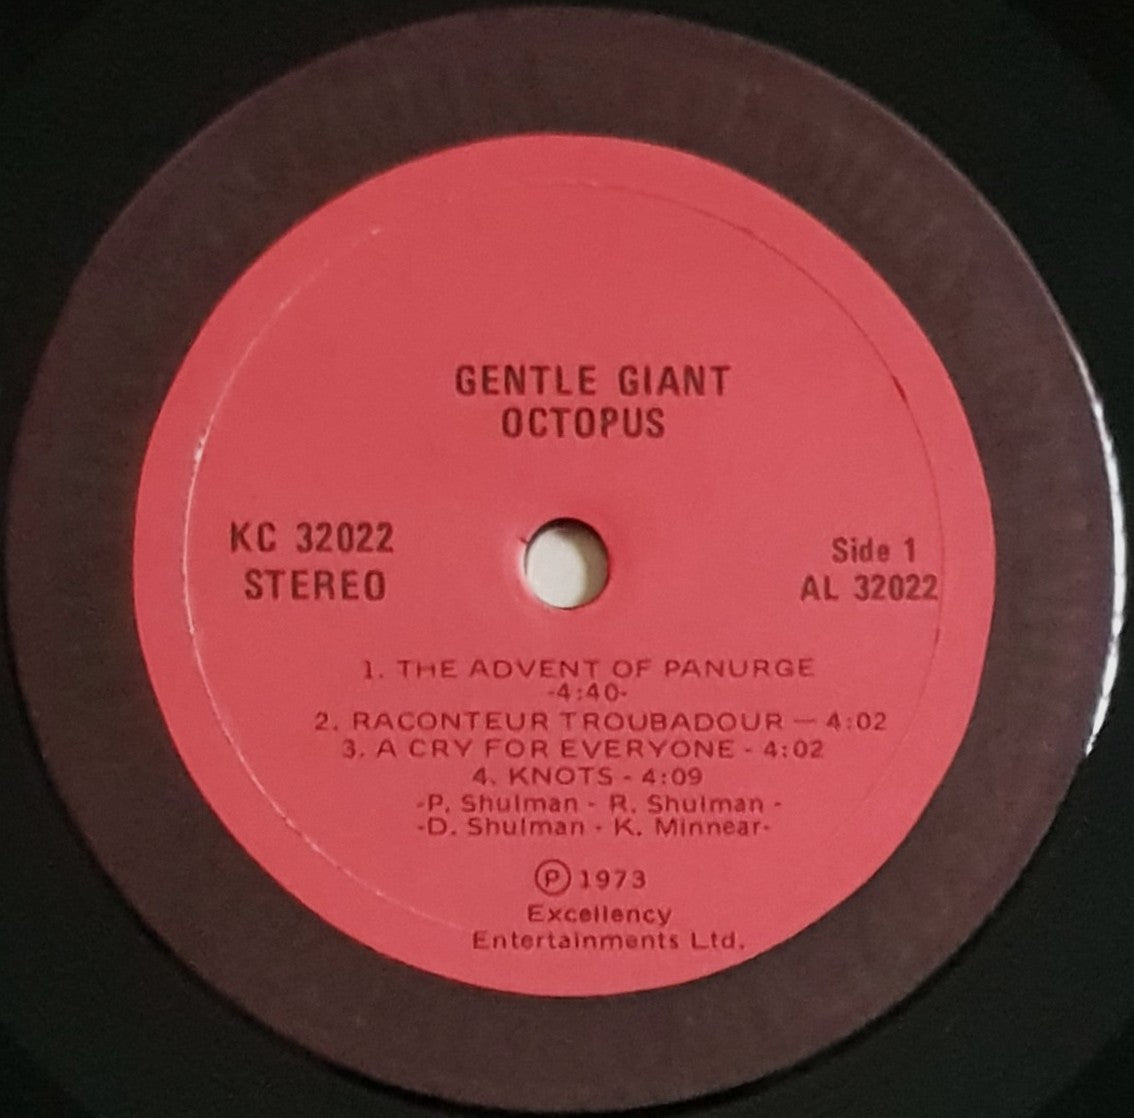 GENTLE GIANT
OCTOPUS
KC 32022
STEREO
Side 1
AL 32022
1. THE ADVENT OF PANURGE
-4:40-
2. RACONTEUR TROUBADOUR — 4:02
3. A CRY FOR EVERYONE - 4:02
4. KNOTS - 4:09
-P. Shulman - R. Shulman -
-D. Shulman - K. Minnear-
Ⓟ 1973
Excellency
Entertainments Ltd.